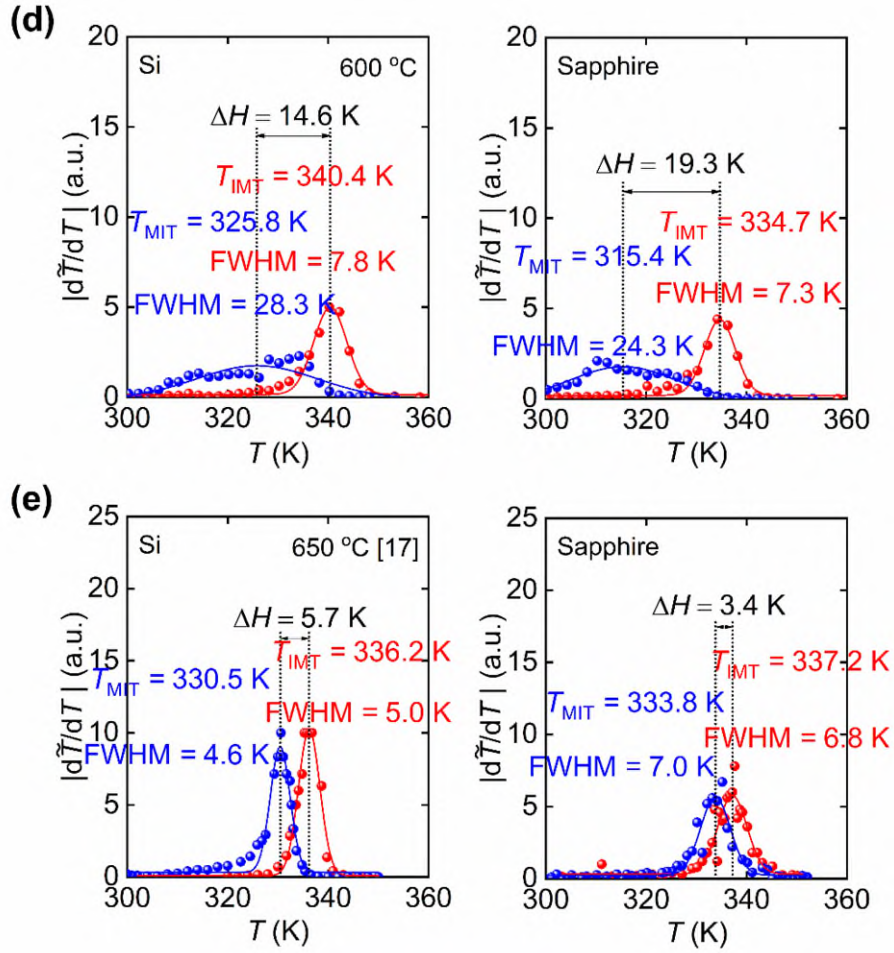 (d)
Si
600 °C
ΔH = 14.6 K
T_IMT = 340.4 K
T_MIT = 325.8 K
FWHM = 7.8 K
FWHM = 28.3 K
|dT̃/dT| (a.u.)
20
15
10
5
0
300 320 340 360
T (K)
Sapphire
ΔH = 19.3 K
T_IMT = 334.7 K
T_MIT = 315.4 K
FWHM = 7.3 K
FWHM = 24.3 K
|dT̃/dT| (a.u.)
20
15
10
5
0
300 320 340 360
T (K)
(e)
Si
650 °C [17]
ΔH = 5.7 K
T_IMT = 336.2 K
T_MIT = 330.5 K
FWHM = 5.0 K
FWHM = 4.6 K
|dT̃/dT| (a.u.)
25
20
15
10
5
0
300 320 340 360
T (K)
Sapphire
ΔH = 3.4 K
T_IMT = 337.2 K
T_MIT = 333.8 K
FWHM = 6.8 K
FWHM = 7.0 K
|dT̃/dT| (a.u.)
25
20
15
10
5
0
300 320 340 360
T (K)